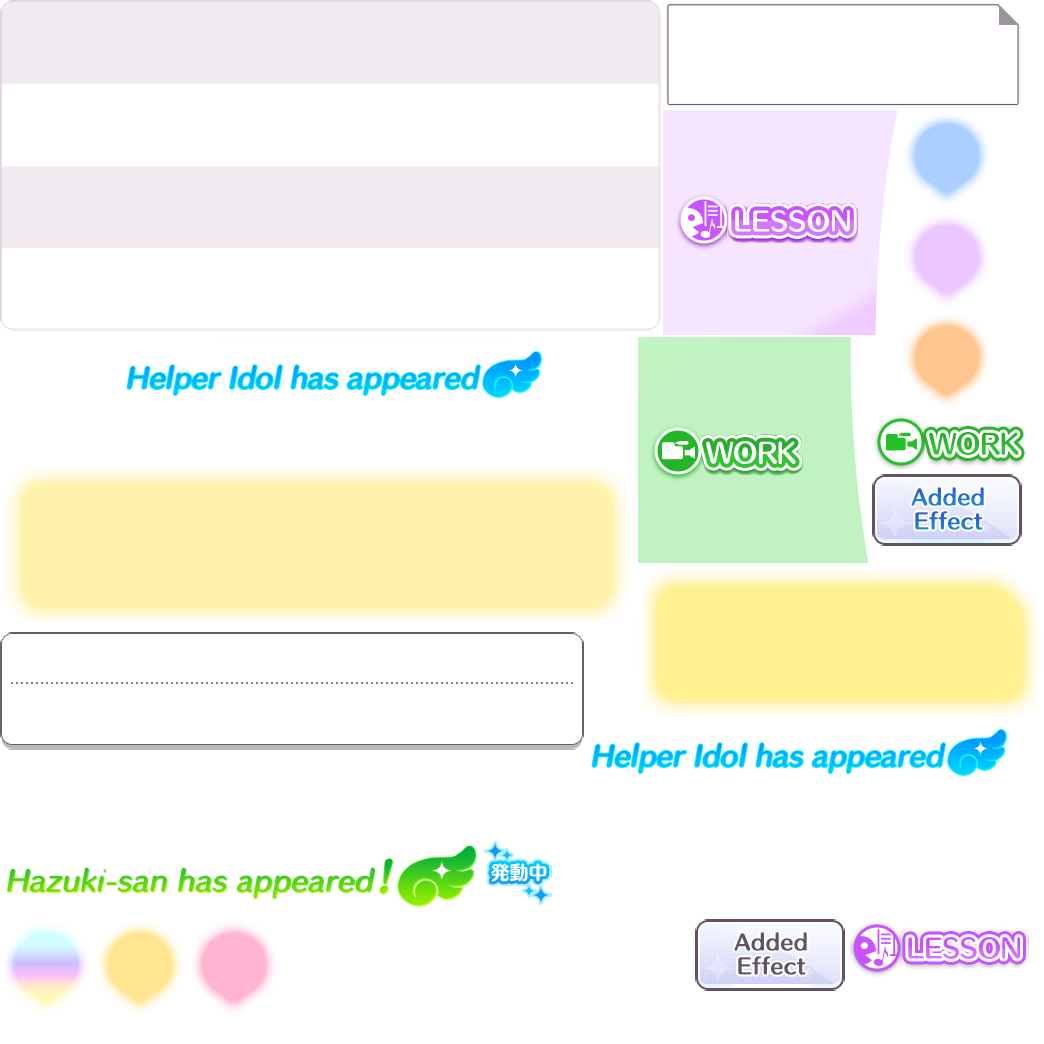 LESSON
Helper Idol has appeared
WORK
WORK
Added
Effect
Helper Idol has appeared
Hazuki-san has appeared!
発動中
Added
Effect
LESSON